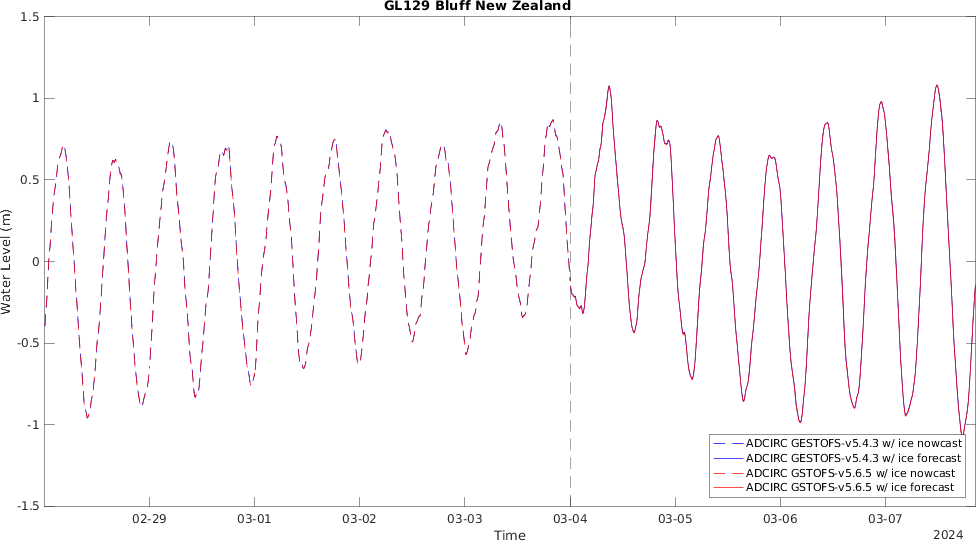 GL129 Bluff New Zealand
1.5
1
0.5
0
-0.5
-1
-1.5
Water Level (m)
ADCIRC GESTOFS-v5.4.3 w/ ice nowcast
ADCIRC GESTOFS-v5.4.3 w/ ice forecast
ADCIRC GSTOFS-v5.6.5 w/ ice nowcast
ADCIRC GSTOFS-v5.6.5 w/ ice forecast
02-29 03-01 03-02 03-03 03-04 03-05 03-06 03-07
Time
2024